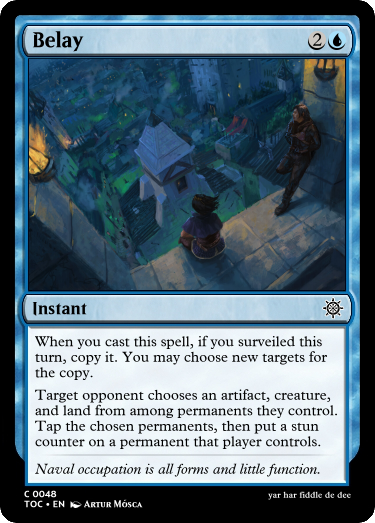 Belay
2
Instant
When you cast this spell, if you surveiled this
turn, copy it. You may choose new targets for
the copy.
Target opponent chooses an artifact, creature,
and land from among permanents they control.
Tap the chosen permanents, then put a stun
counter on a permanent that player controls.
Naval occupation is all forms and little function.
C 0048
TOC • EN Artur Mósca
yar har fiddle de dee